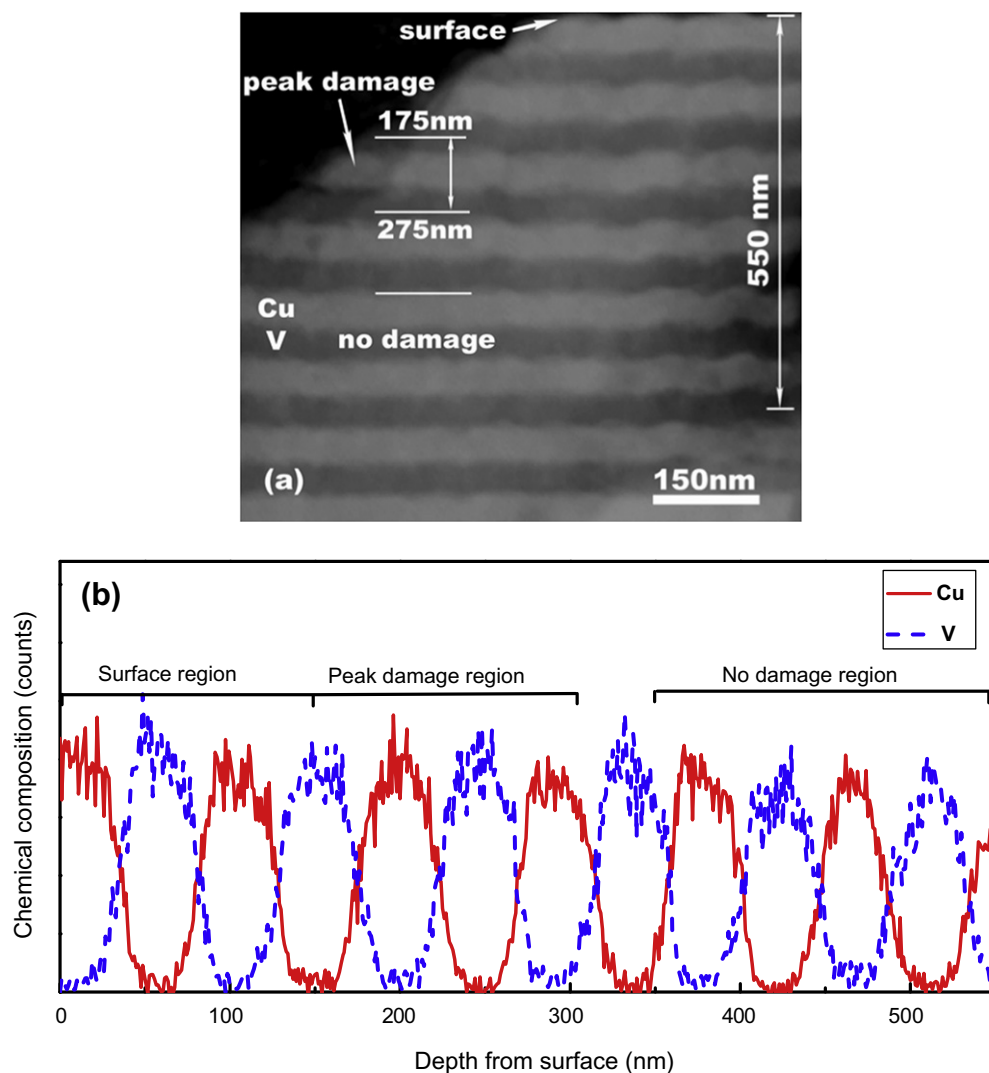 surface
peak damage
175nm
275nm
550 nm
Cu
V
no damage
(a)
150nm
(b)
Cu
V
Surface region
Peak damage region
No damage region
Chemical composition (counts)
0
100
200
300
400
500
Depth from surface (nm)